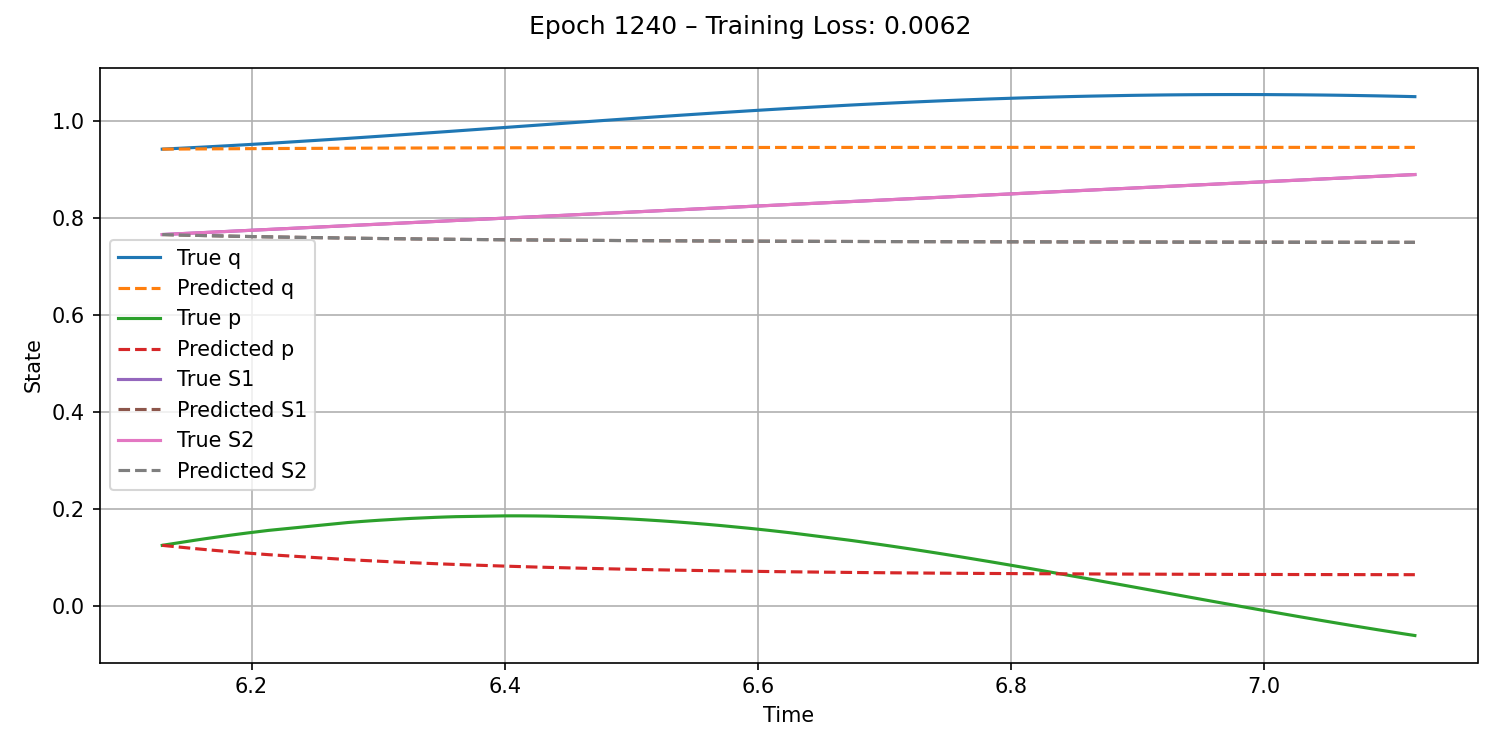 Epoch 1240 – Training Loss: 0.0062
1.0
0.8
0.6
0.4
0.2
0.0
State
True q
Predicted q
True p
Predicted p
True S1
Predicted S1
True S2
Predicted S2
6.2 6.4 6.6 6.8 7.0
Time